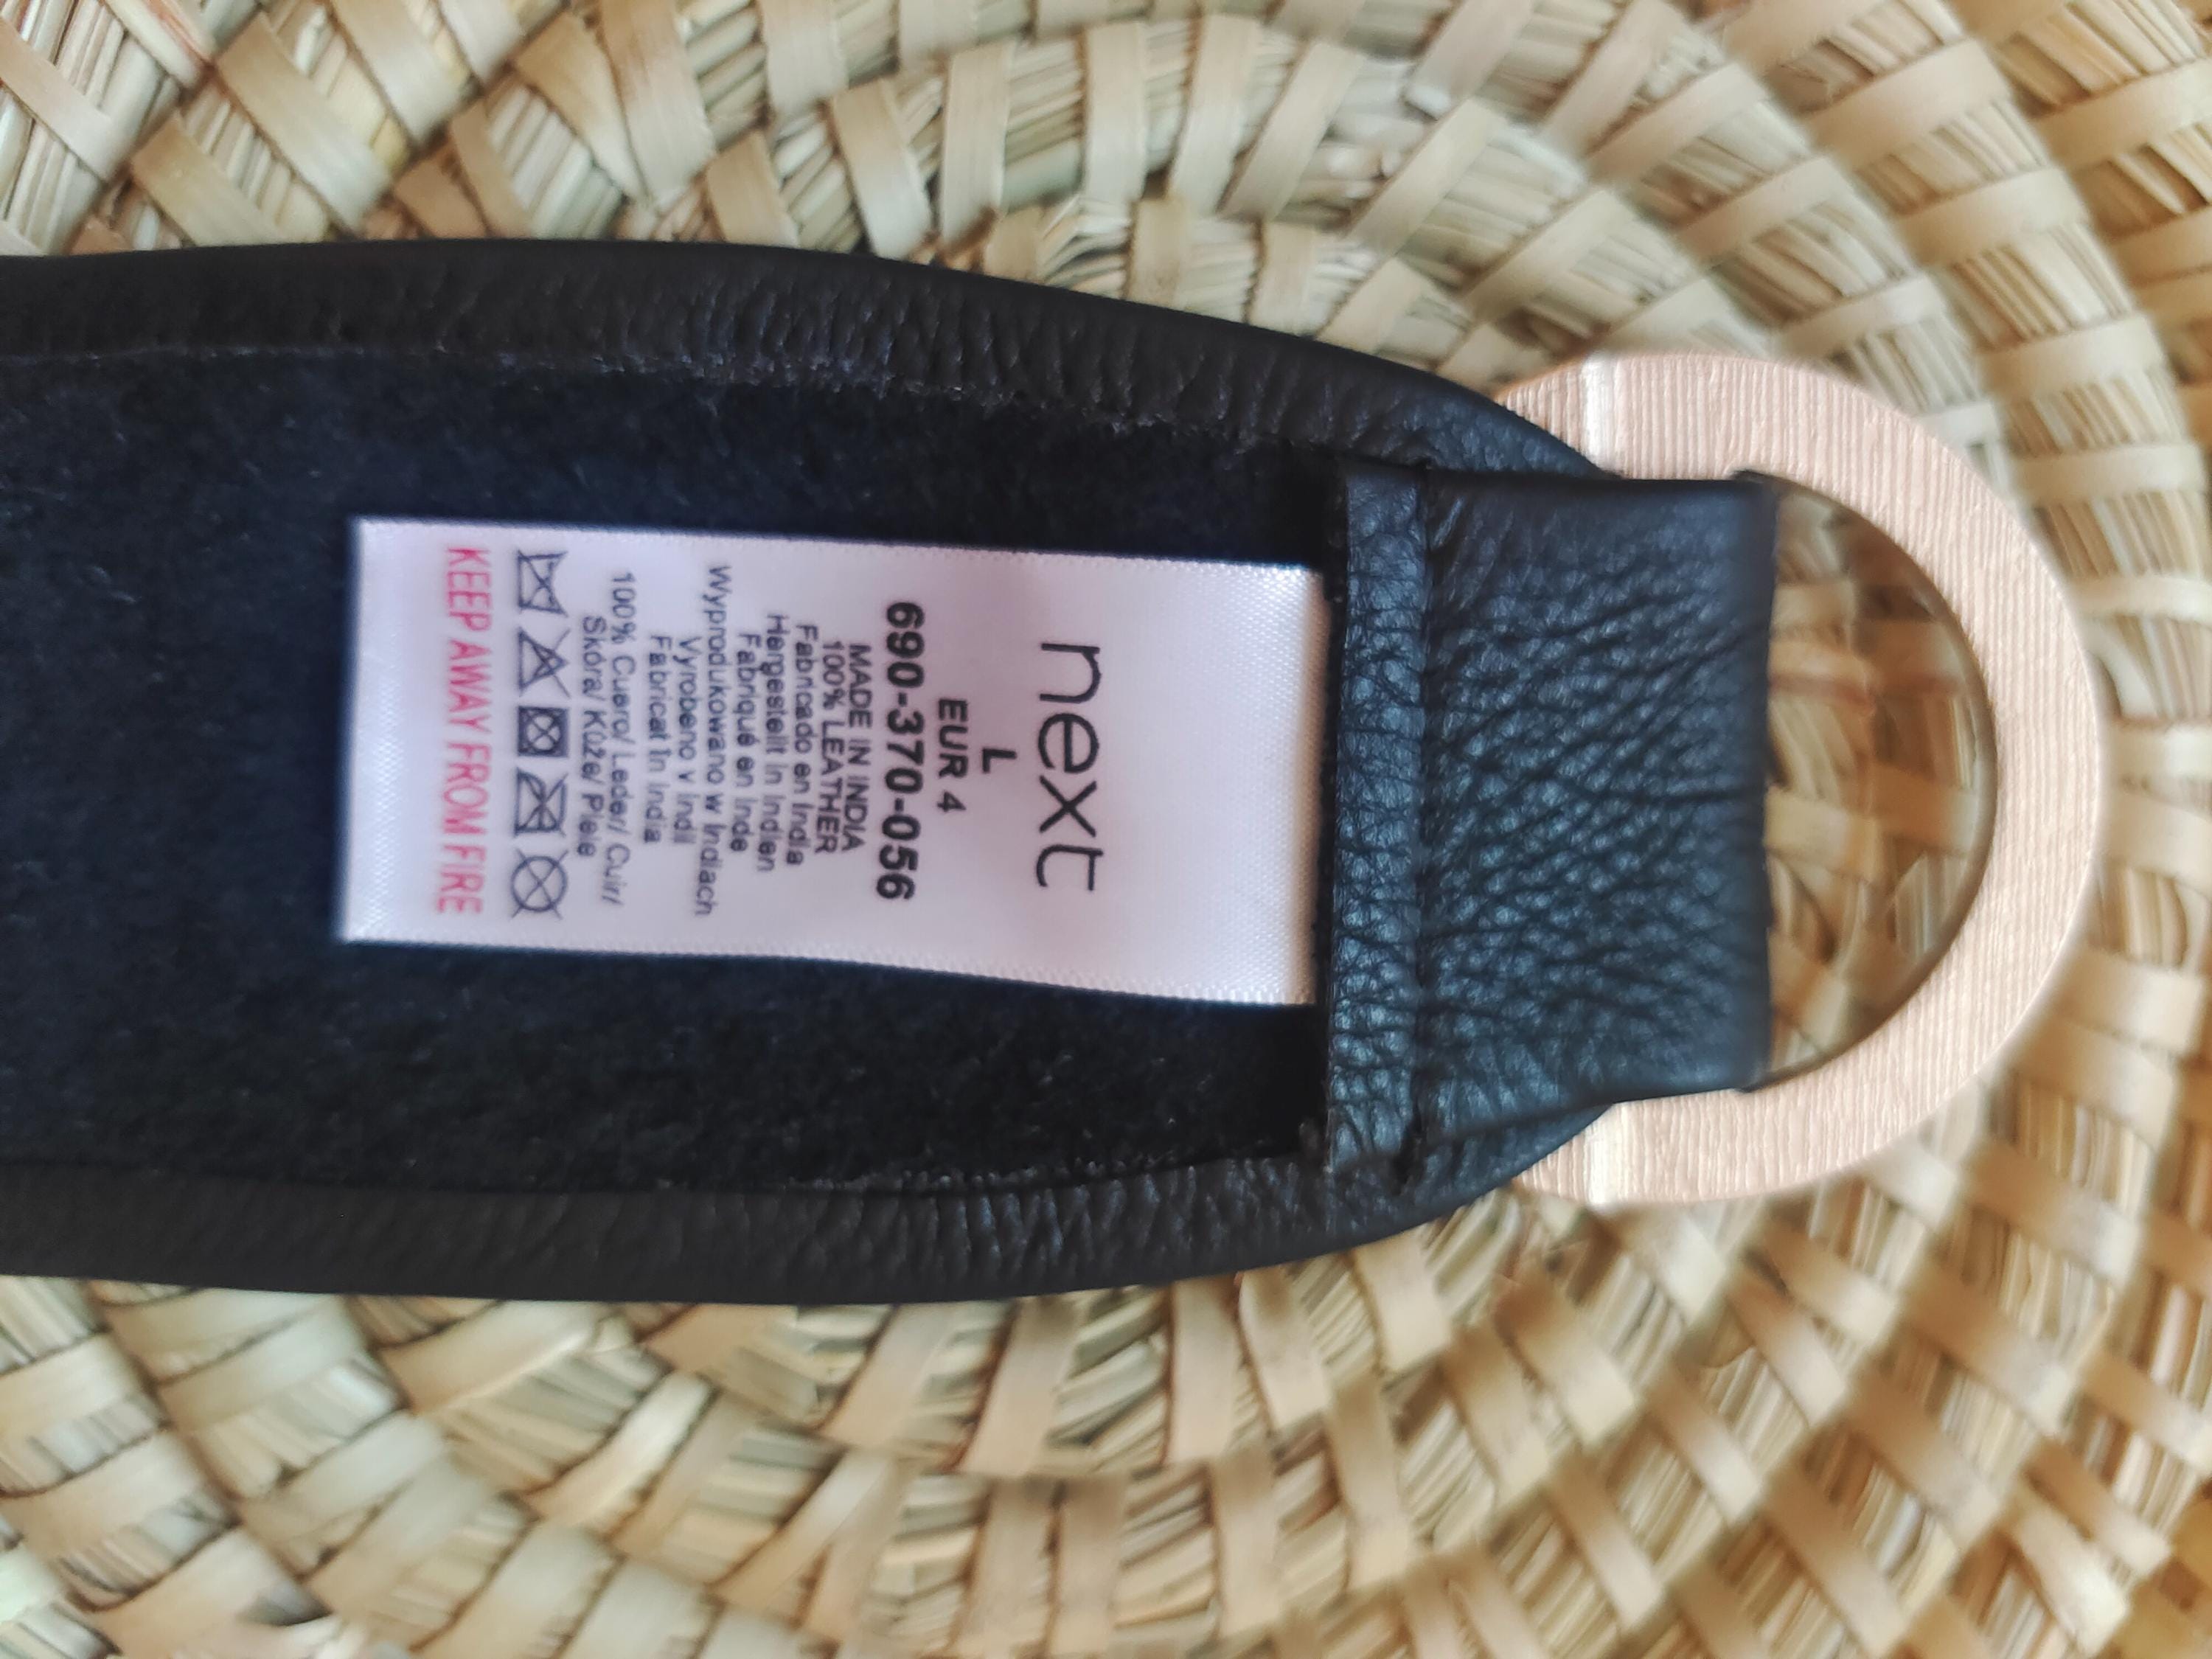 next
L
EUR 4
690-370-056
MADE IN INDIA
100% LEATHER
Fabricado en India
Hergestellt in Indien
Fabriqué en Inde
Wyprodukowano w Indiach
Vyrobeno v Indii
Fabricat în India
100% Cuero/ Leder/ Cuir/
Skóra/ Kůže/ Piele
KEEP AWAY FROM FIRE